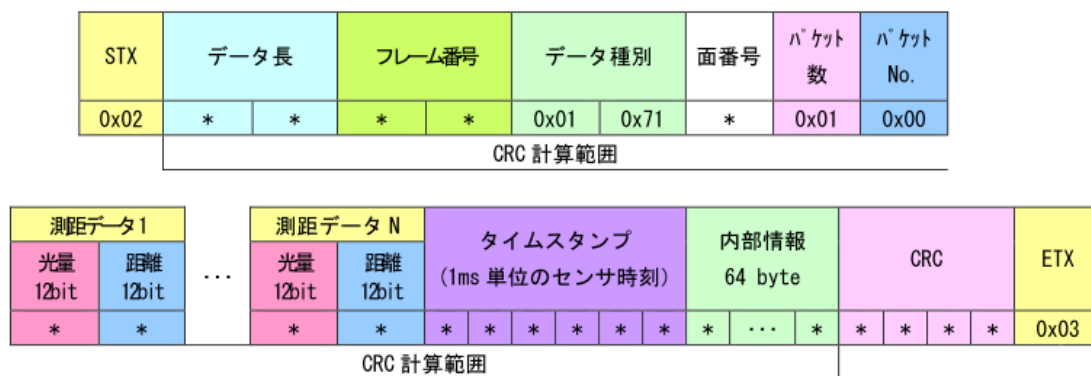 STX データ長 フレーム番号 データ種別 面番号 ﾊﾟｹｯﾄ数 ﾊﾟｹｯﾄNo.
0x02 * * * * 0x01 0x71 * 0x01 0x00
CRC 計算範囲
測距データ1 ... 測距データ N タイムスタンプ 内部情報 CRC ETX
光量 距離 光量 距離 (1ms 単位のセンサ時刻) 64 byte
12bit 12bit 12bit 12bit
* * * * * * * * * * * ... * * * * * 0x03
CRC 計算範囲